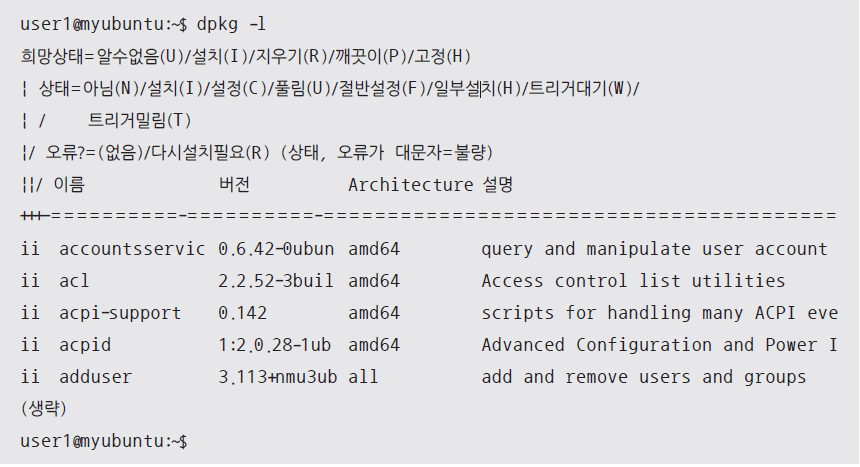 user1@myubuntu:~$ dpkg -l
희망상태=알수없음(U)/설치(I)/지우기(R)/깨끗이(P)/고정(H)
| 상태=아님(N)/설치(I)/설정(C)/풀림(U)/절반설정(F)/일부설치(H)/트리거대기(W)/
| / 트리거밀림(T)
|/ 오류?=(없음)/다시설치필요(R) (상태, 오류가 대문자=불량)
||/ 이름 버전 Architecture 설명
+++-==========-==========-========================================
ii accountsservic 0.6.42-0ubun amd64 query and manipulate user account
ii acl 2.2.52-3buil amd64 Access control list utilities
ii acpi-support 0.142 amd64 scripts for handling many ACPI eve
ii acpid 1:2.0.28-1ub amd64 Advanced Configuration and Power I
ii adduser 3.113+nmu3ub all add and remove users and groups
(생략)
user1@myubuntu:~$